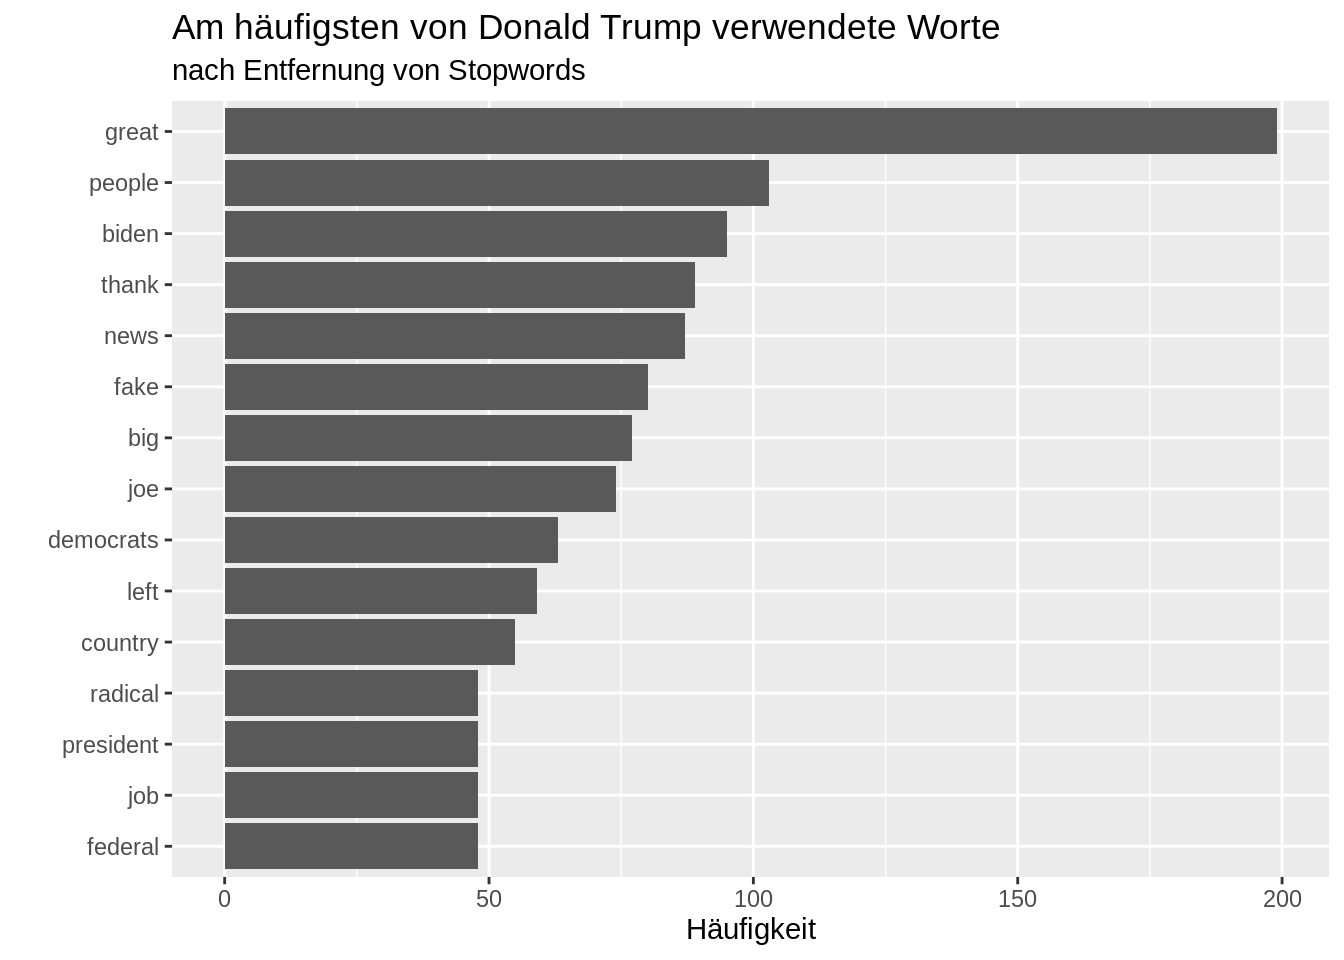 Am häufigsten von Donald Trump verwendete Worte
nach Entfernung von Stopwords
great
people
biden
thank
news
fake
big
joe
democrats
left
country
radical
president
job
federal
0 50 100 150 200
Häufigkeit